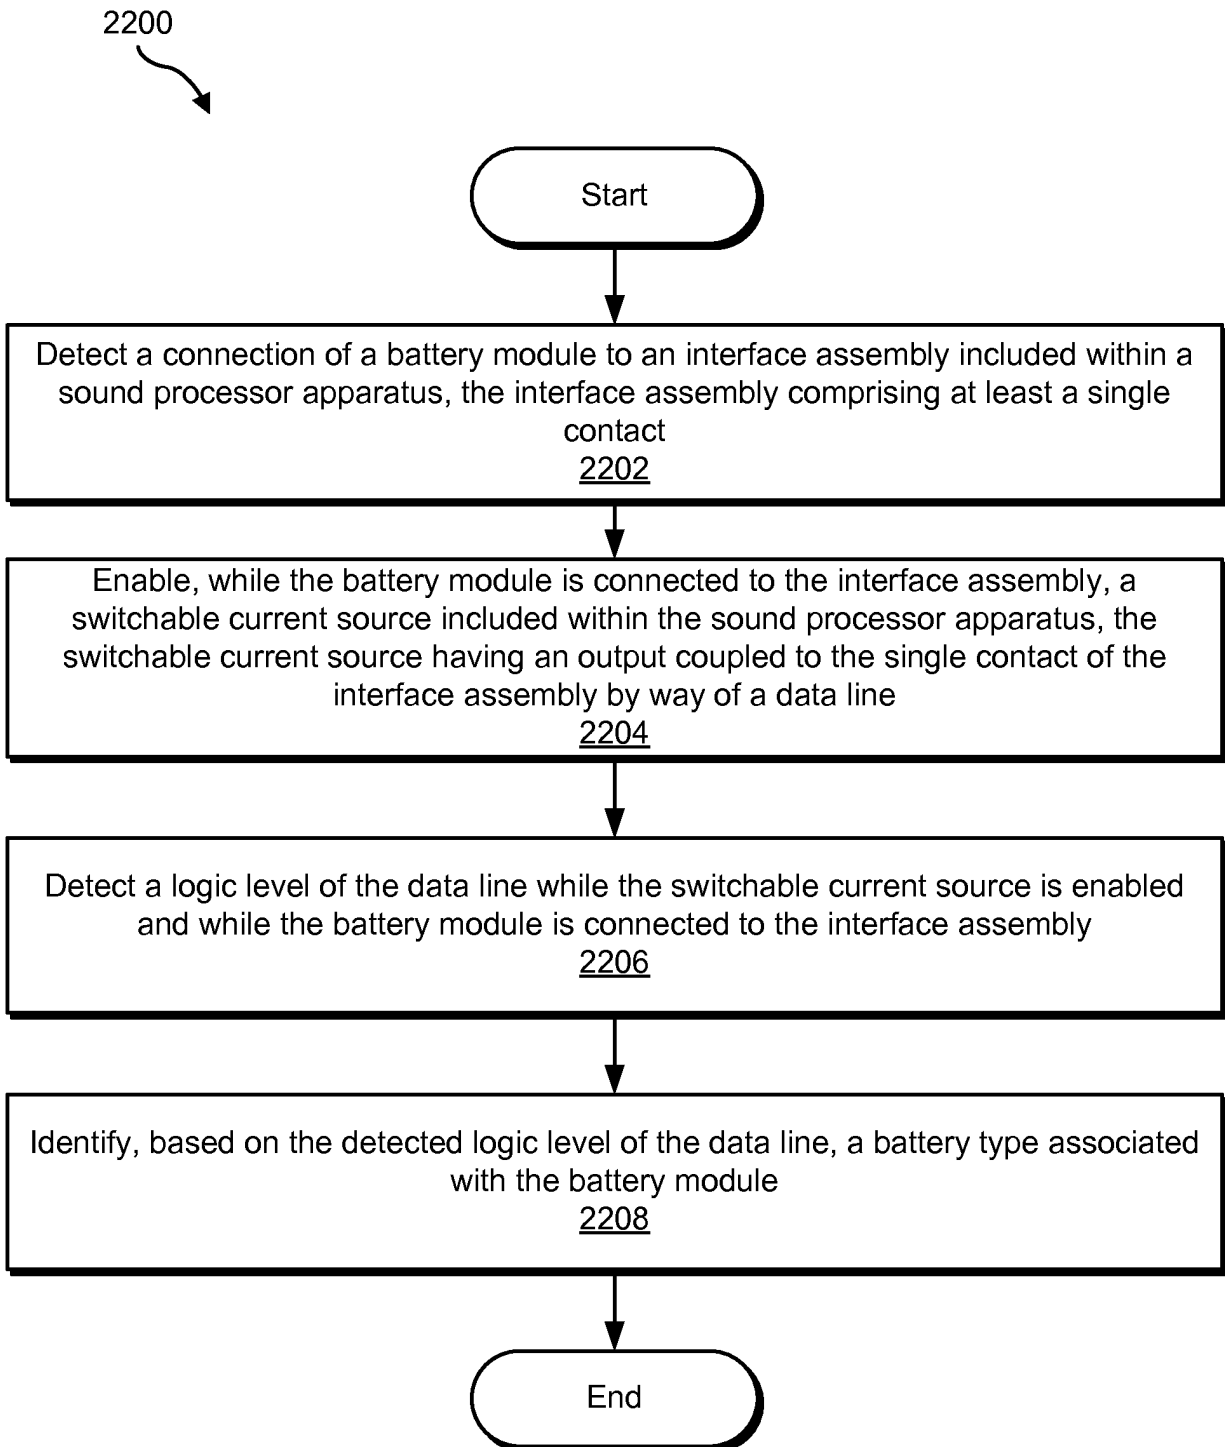 2200
Start
Detect a connection of a battery module to an interface assembly included within a
sound processor apparatus, the interface assembly comprising at least a single
contact
2202
Enable, while the battery module is connected to the interface assembly, a
switchable current source included within the sound processor apparatus, the
switchable current source having an output coupled to the single contact of the
interface assembly by way of a data line
2204
Detect a logic level of the data line while the switchable current source is enabled
and while the battery module is connected to the interface assembly
2206
Identify, based on the detected logic level of the data line, a battery type associated
with the battery module
2208
End